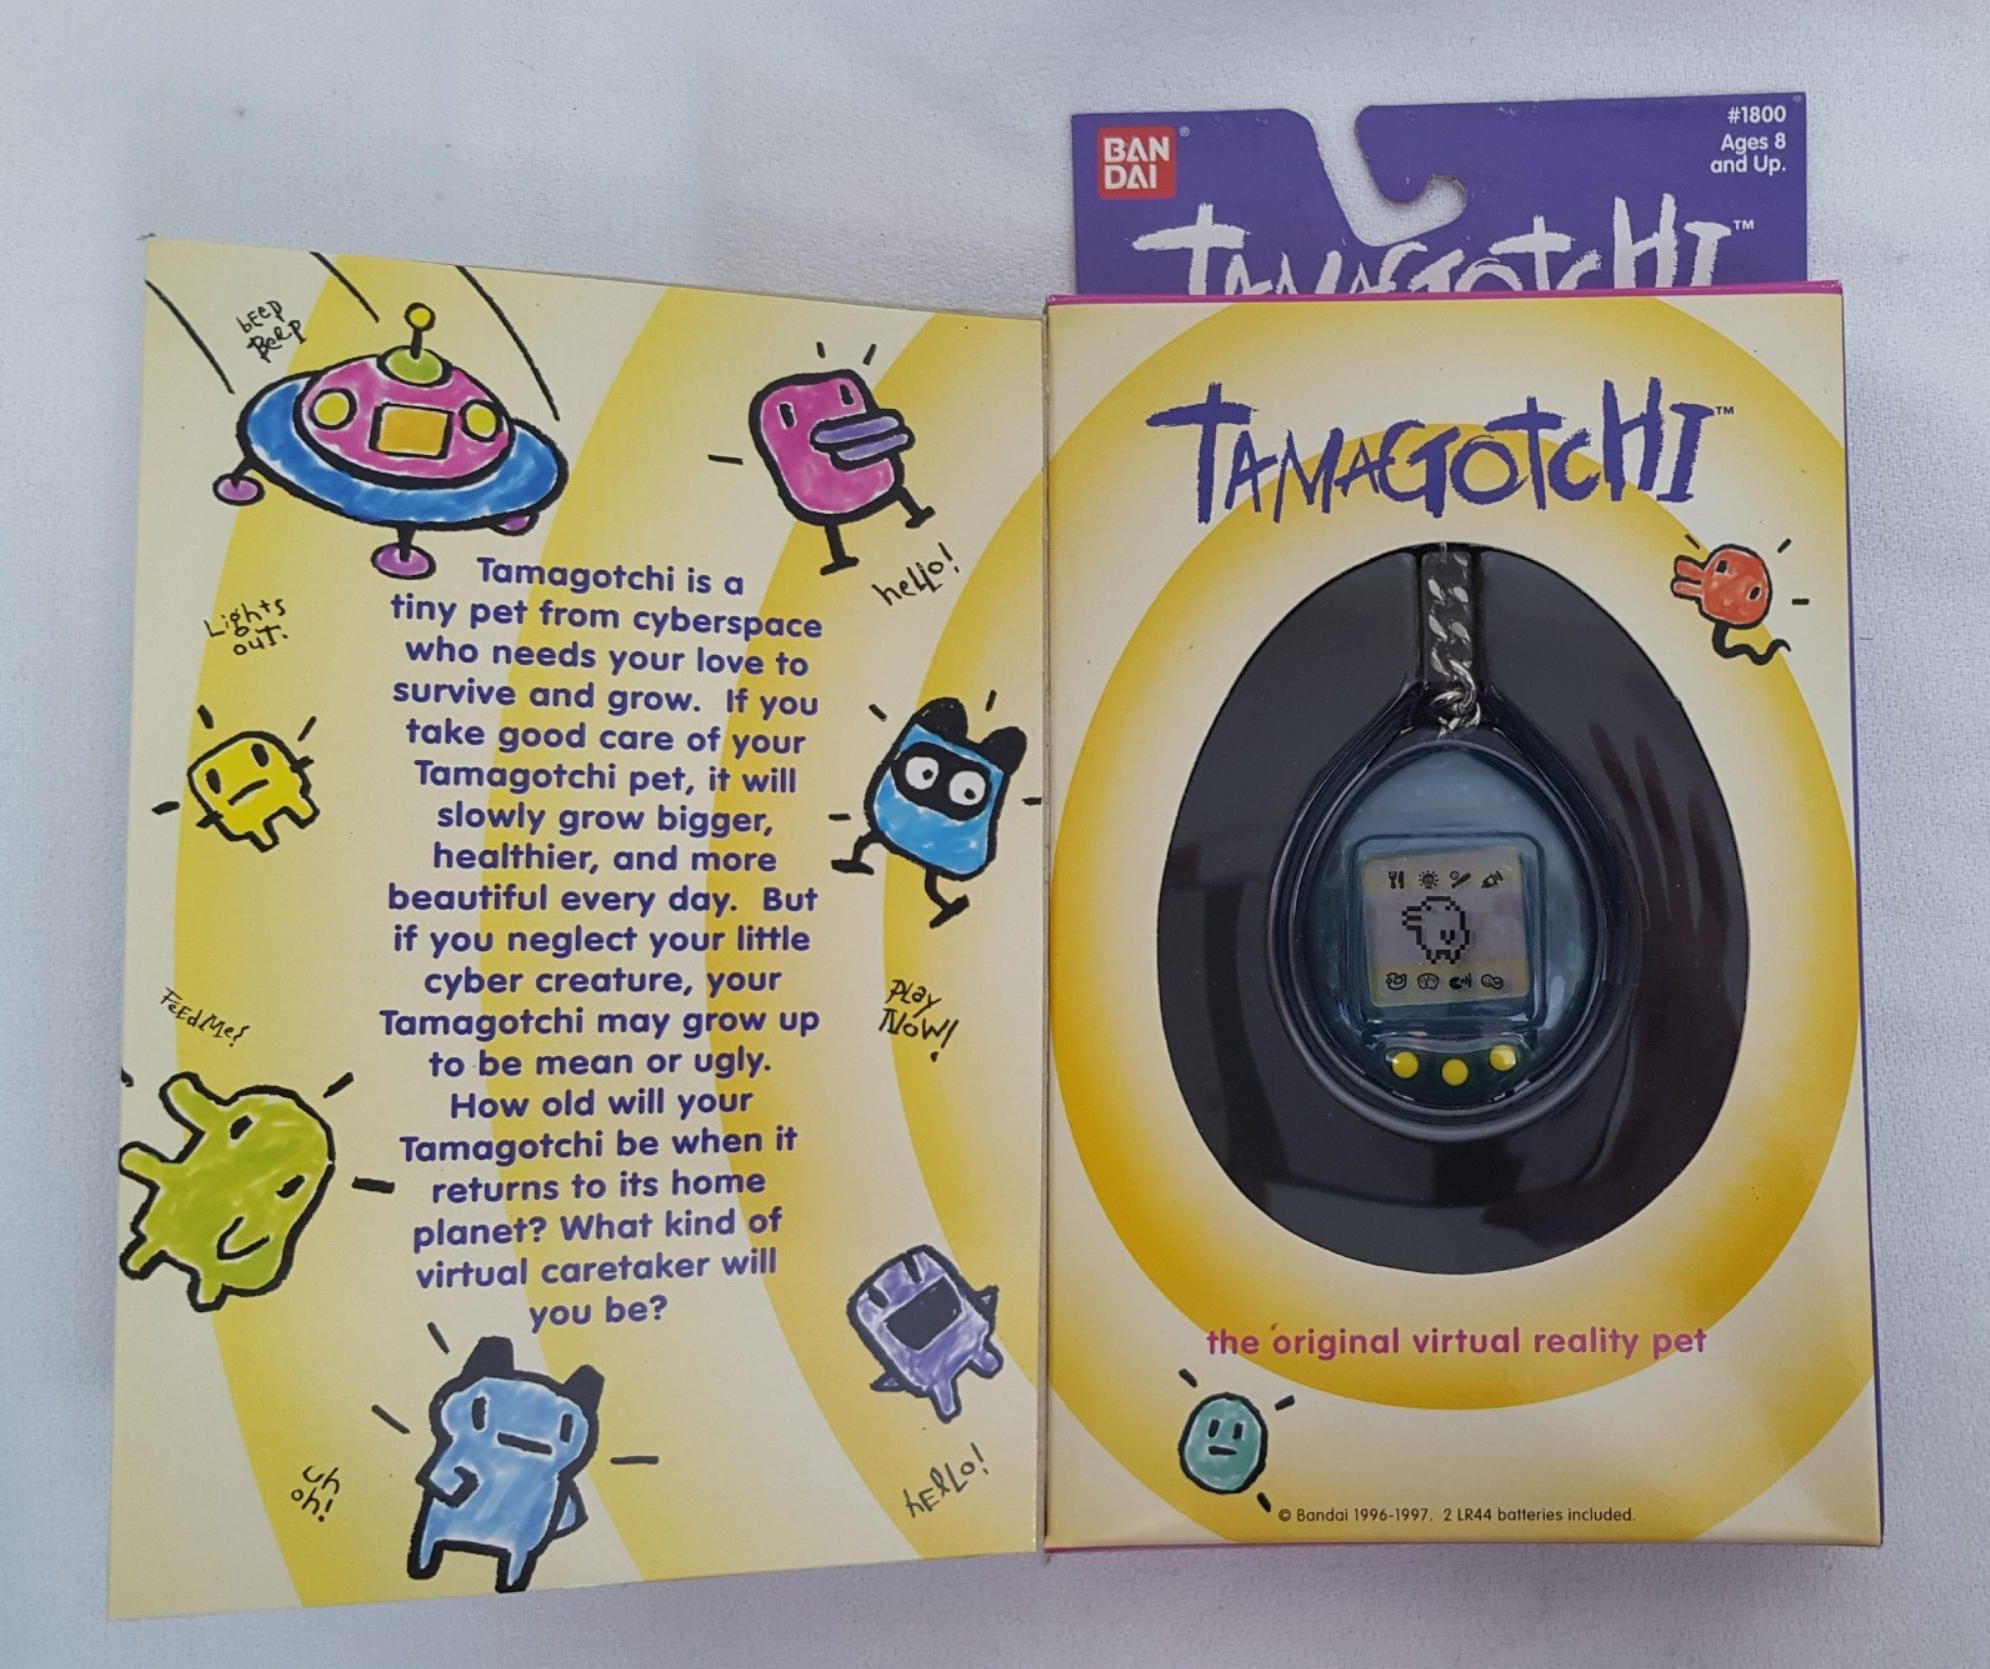 BAN
DAI
®
#1800
Ages 8
and Up.
TAMAGOTCHI™
bEEp
BeEp
hello!
Lights
OUT.
FeedMe!
PLAY
NOW!
uh
oh!
hELLo!
Tamagotchi is a
tiny pet from cyberspace
who needs your love to
survive and grow. If you
take good care of your
Tamagotchi pet, it will
slowly grow bigger,
healthier, and more
beautiful every day. But
if you neglect your little
cyber creature, your
Tamagotchi may grow up
to be mean or ugly.
How old will your
Tamagotchi be when it
returns to its home
planet? What kind of
virtual caretaker will
you be?
TAMAGOTCHI™
the original virtual reality pet
© Bandai 1996-1997. 2 LR44 batteries included.